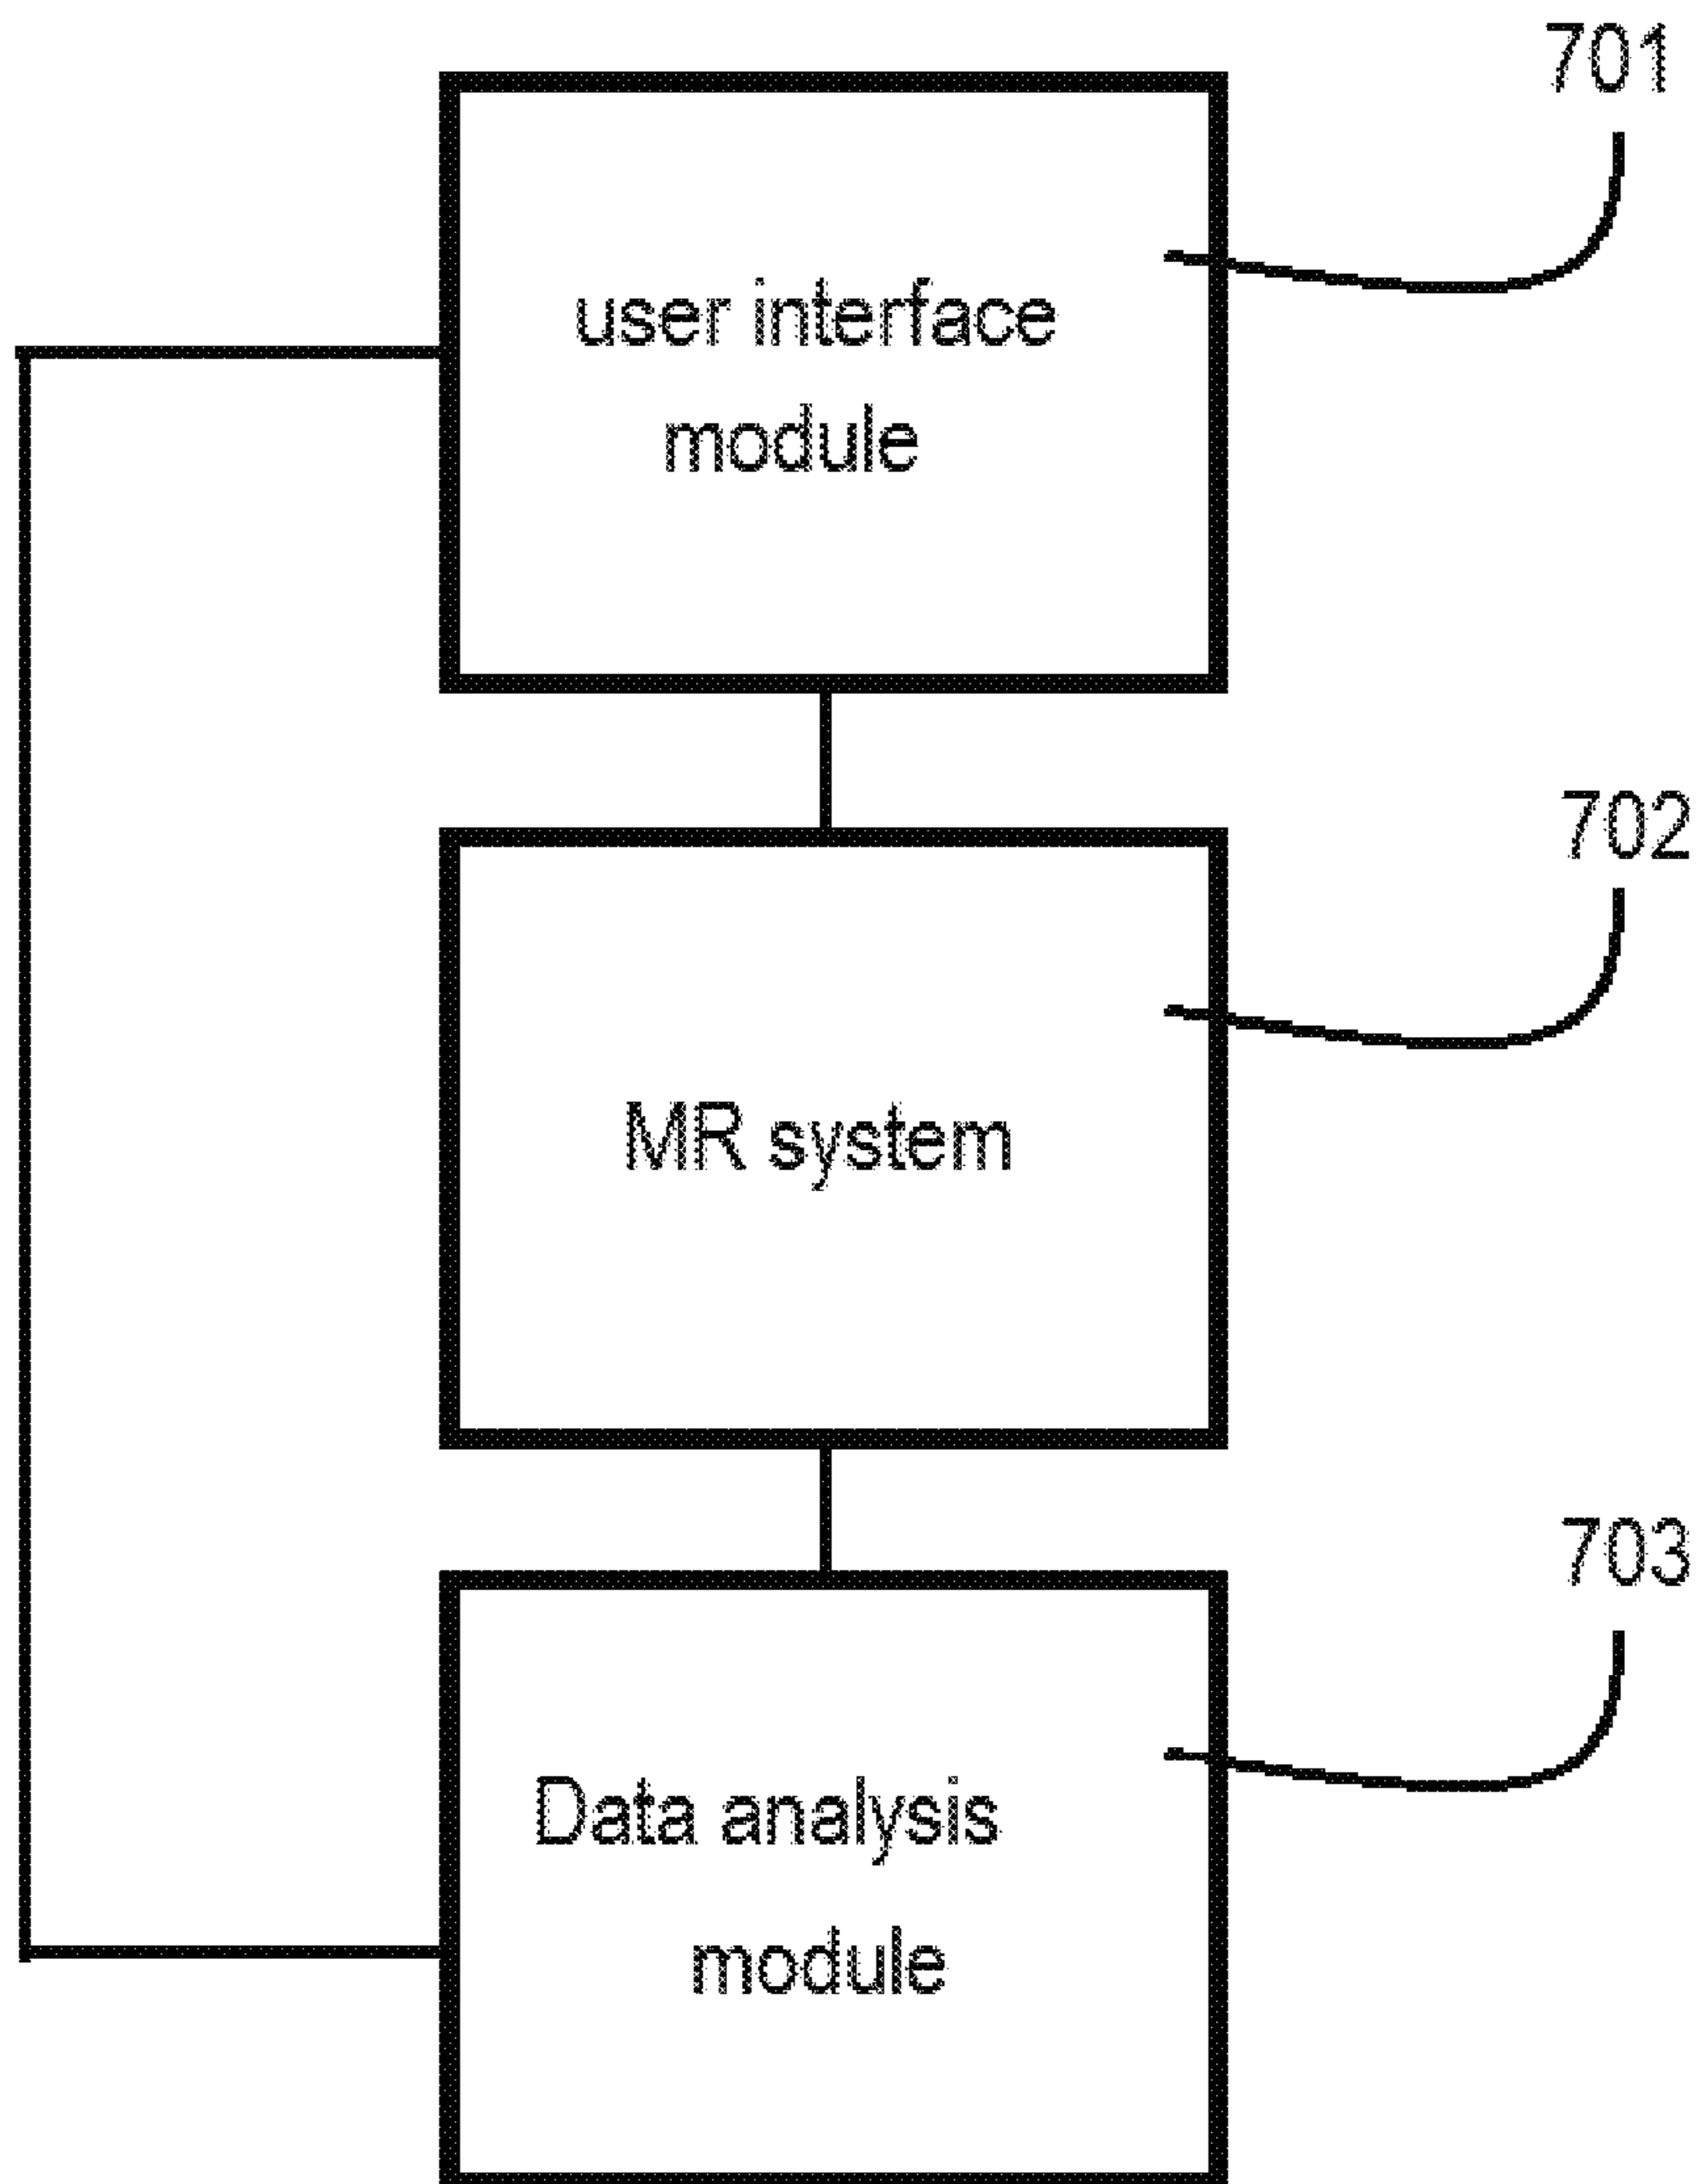 701
user interface
module
702
MR system
703
Data analysis
module